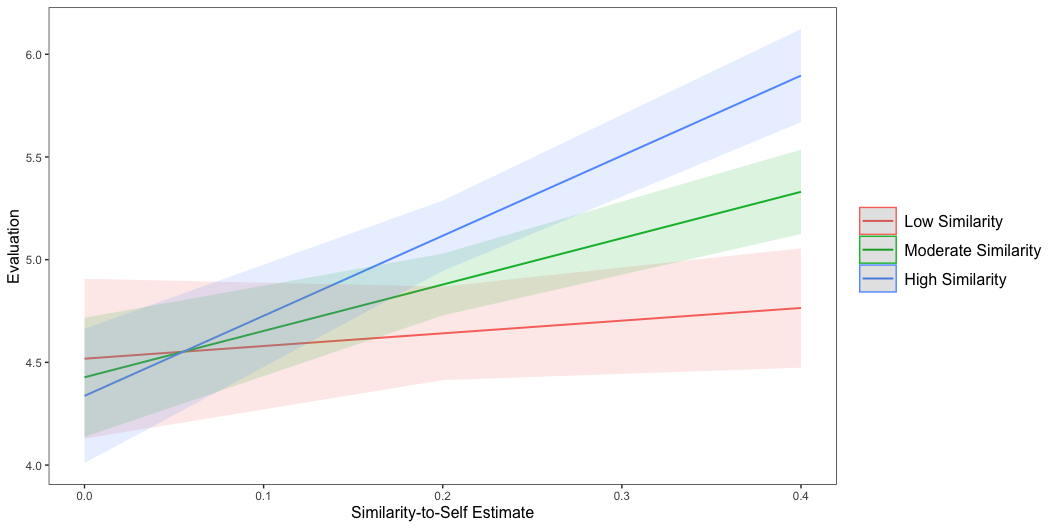 6.0
5.5
5.0
4.5
4.0
Evaluation
0.0
0.1
0.2
0.3
0.4
Similarity-to-Self Estimate
Low Similarity
Moderate Similarity
High Similarity